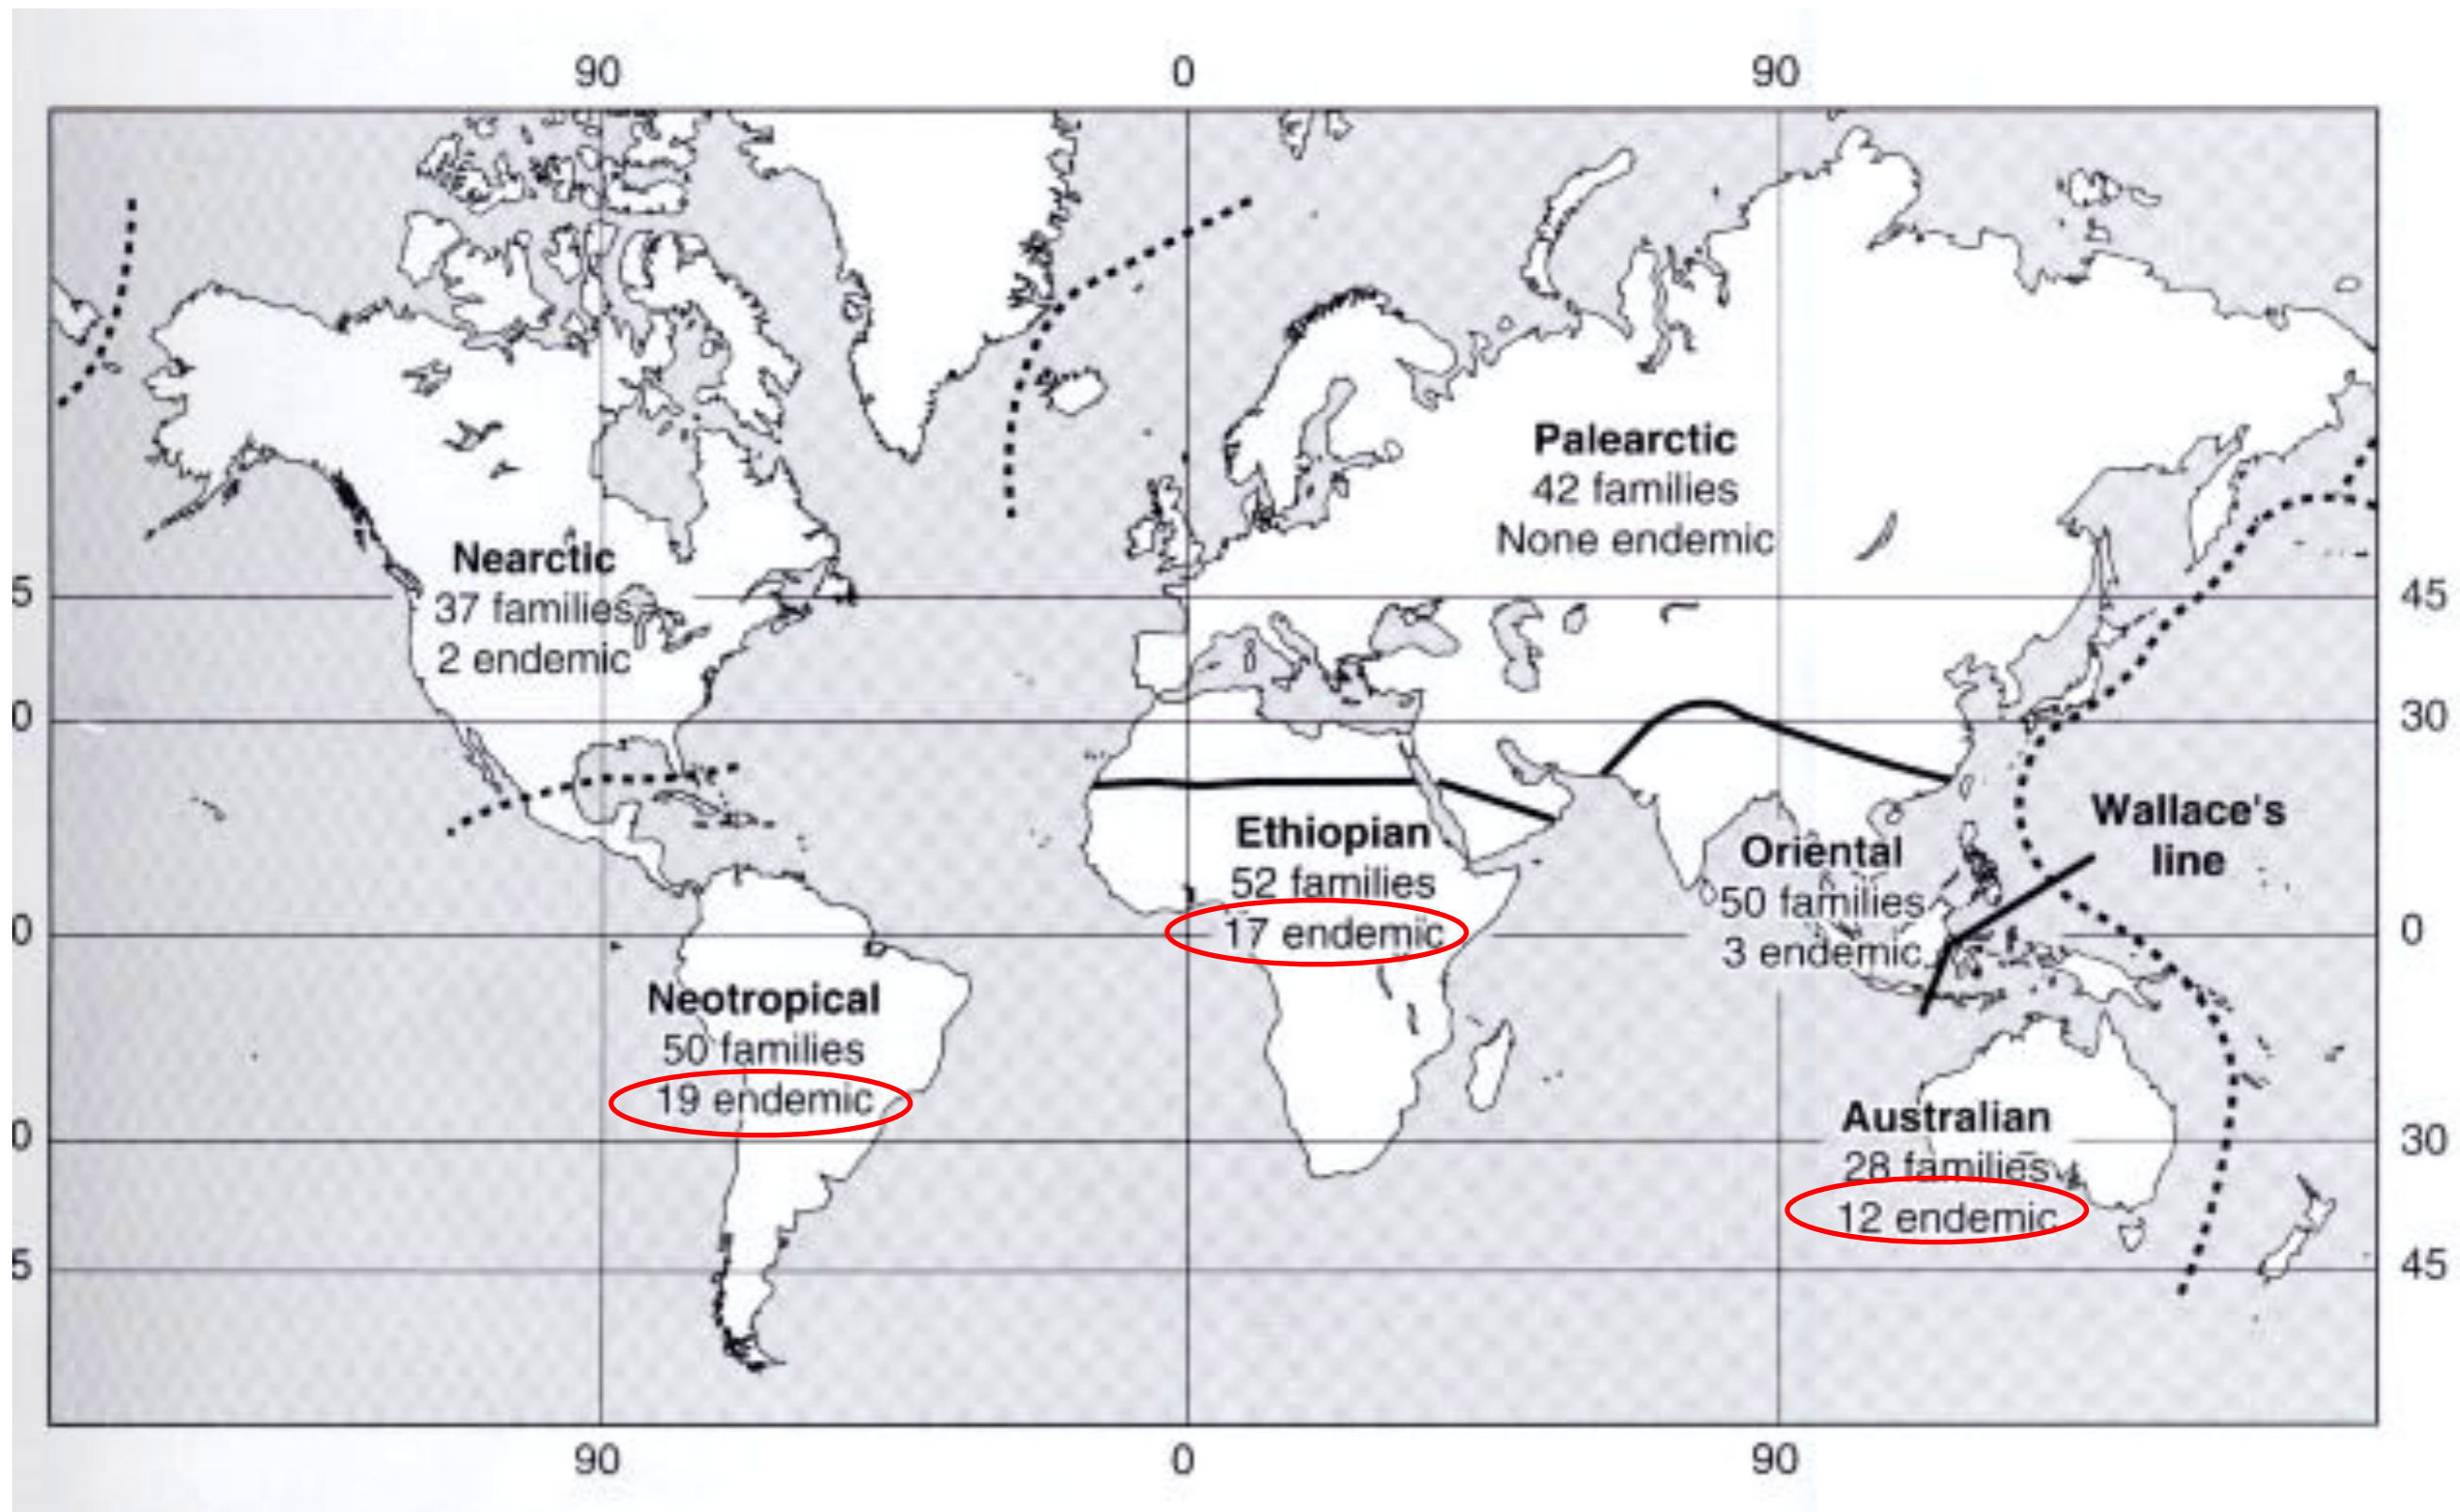 90 0 90
Palearctic
42 families
None endemic
Nearctic
37 families
2 endemic
5 45
0 30
Wallace's
line
Ethiopian
52 families
17 endemic
Oriental
50 families
3 endemic
0 0
Neotropical
50 families
19 endemic
Australian
28 families
12 endemic
0 30
5 45
90 0 90